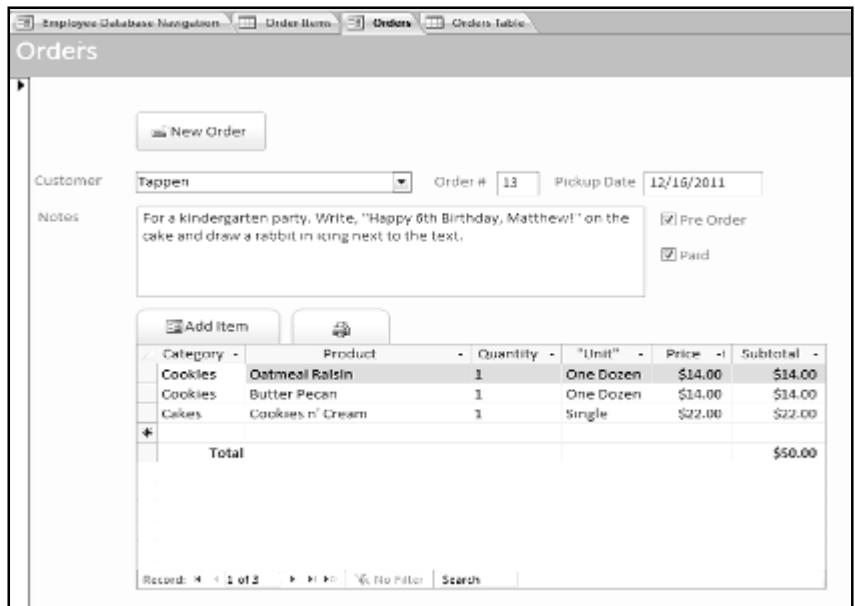 Employee Database Navigation Order Items Orders Orders Table
Orders
New Order
Customer Tappen Order # 13 Pickup Date 12/16/2011
Notes For a kindergarten party. Write, "Happy 6th Birthday, Matthew!" on the
cake and draw a rabbit in icing next to the text.
Pre Order
Paid
Add Item
Category Product Quantity "Unit" Price Subtotal
Cookies Oatmeal Raisin 1 One Dozen $14.00 $14.00
Cookies Butter Pecan 1 One Dozen $14.00 $14.00
Cakes Cookies n' Cream 1 Single $22.00 $22.00
Total $50.00
Record: 1 of 3 No Filter Search